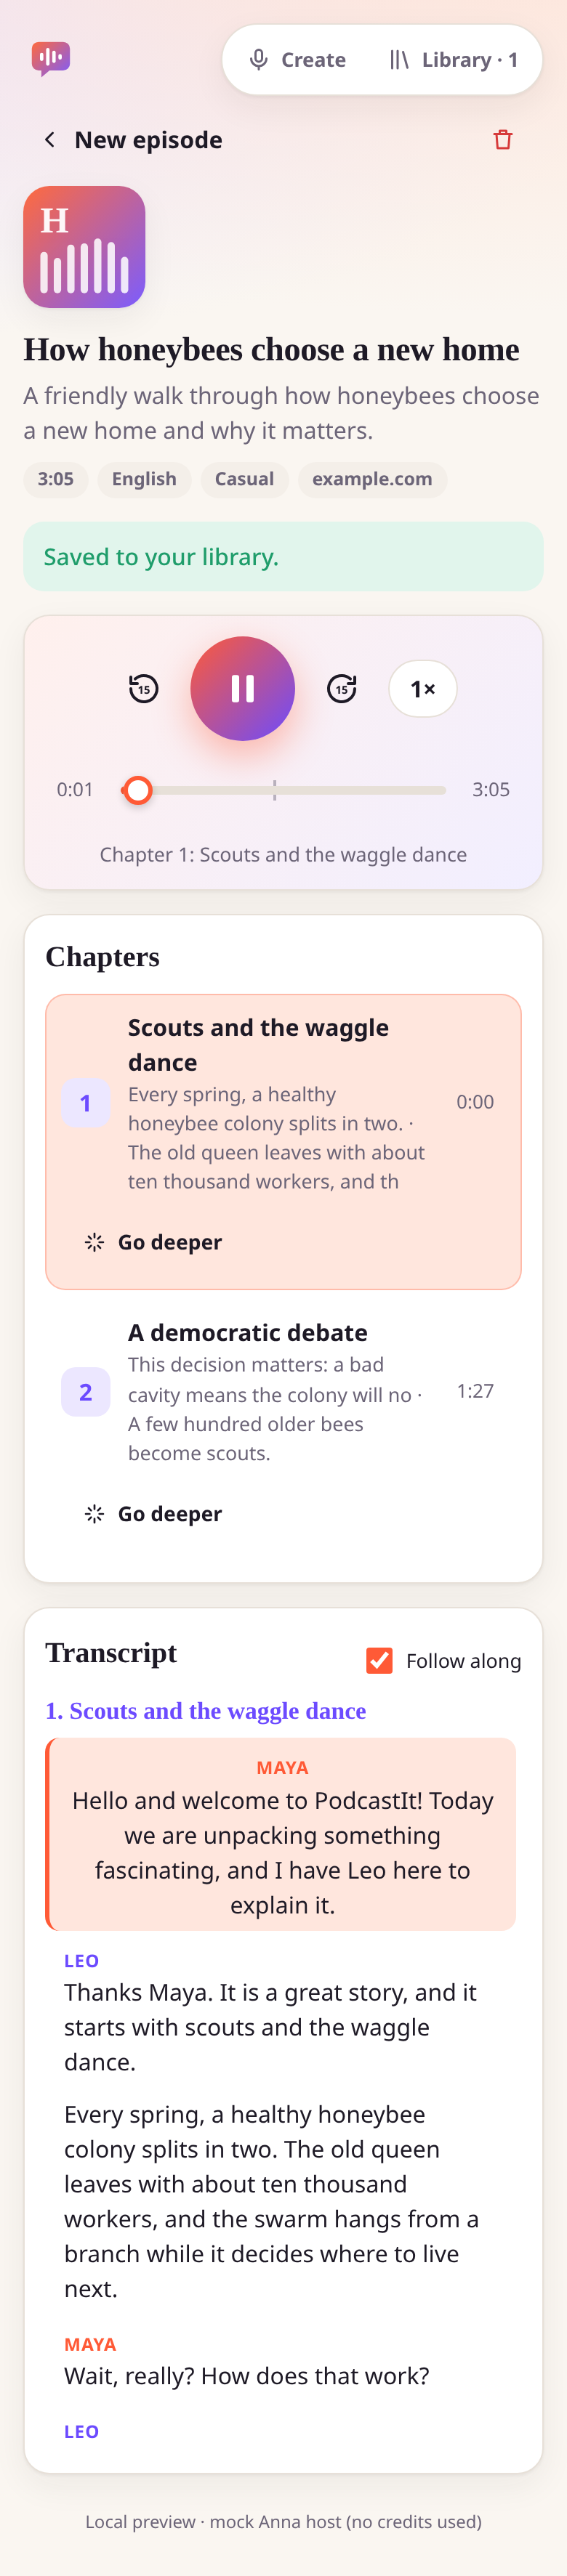 Create
Library · 1
New episode
H
How honeybees choose a new home
A friendly walk through how honeybees choose
a new home and why it matters.
3:05
English
Casual
example.com
Saved to your library.
15
15
1×
0:01
3:05
Chapter 1: Scouts and the waggle dance
Chapters
Scouts and the waggle
dance
1
Every spring, a healthy
honeybee colony splits in two. ·
The old queen leaves with about
ten thousand workers, and th
0:00
Go deeper
A democratic debate
2
This decision matters: a bad
cavity means the colony will no ·
A few hundred older bees
become scouts.
1:27
Go deeper
Transcript
Follow along
1. Scouts and the waggle dance
MAYA
Hello and welcome to PodcastIt! Today
we are unpacking something
fascinating, and I have Leo here to
explain it.
LEO
Thanks Maya. It is a great story, and it
starts with scouts and the waggle
dance.
Every spring, a healthy honeybee
colony splits in two. The old queen
leaves with about ten thousand
workers, and the swarm hangs from a
branch while it decides where to live
next.
MAYA
Wait, really? How does that work?
LEO
Local preview · mock Anna host (no credits used)